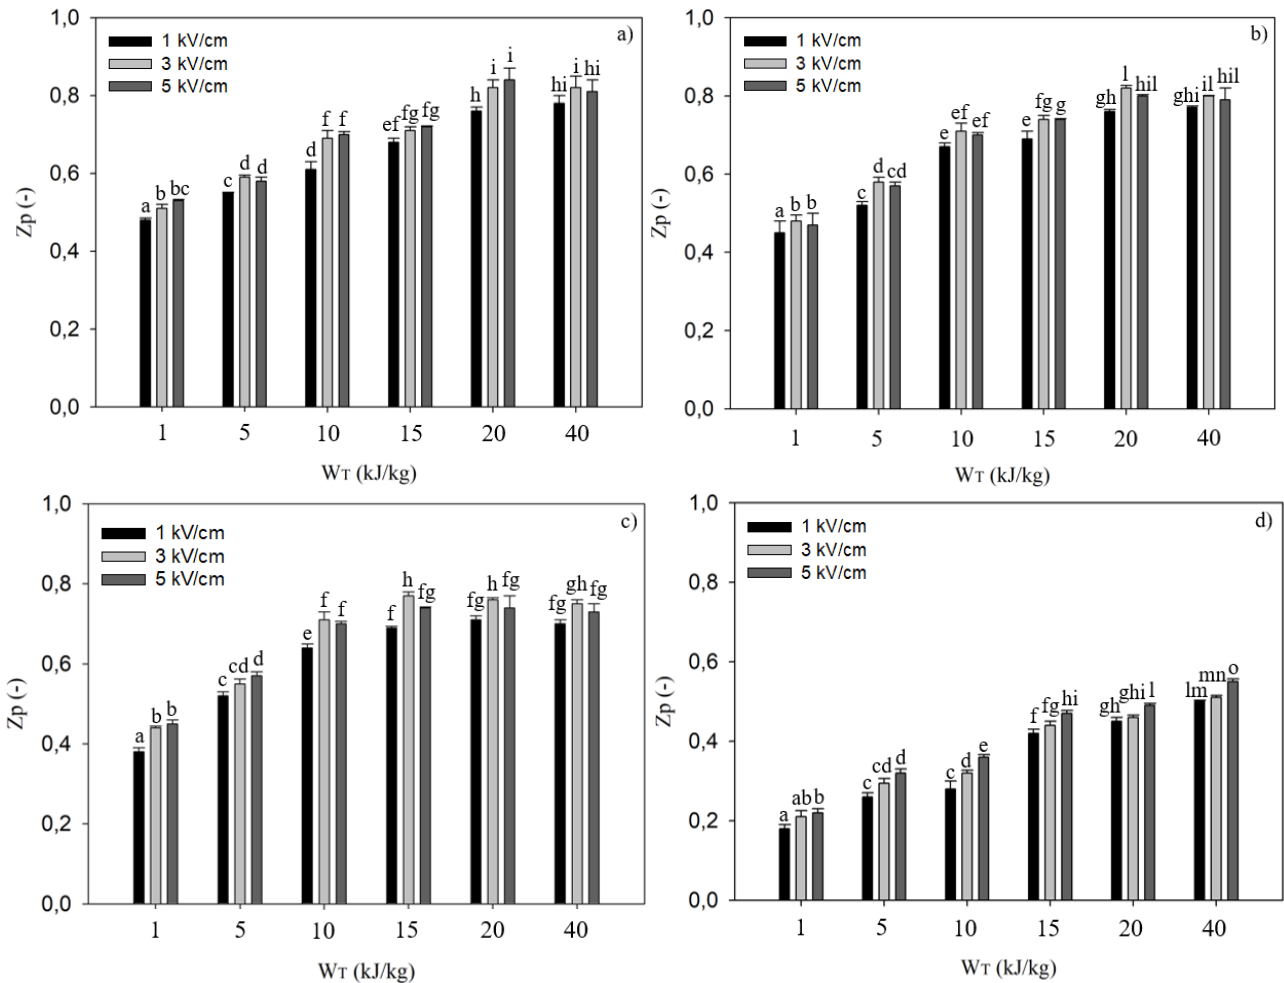 1,0
0,8
0,6
0,4
0,2
0,0
Zp (-)
1 kV/cm
3 kV/cm
5 kV/cm
a)
a b bc
c d d
d f f
ef fg fg
h i i
hi i hi
1 5 10 15 20 40
WT (kJ/kg)
1,0
0,8
0,6
0,4
0,2
0,0
Zp (-)
1 kV/cm
3 kV/cm
5 kV/cm
b)
a b b
c d cd
e ef ef
e fg g
gh l hil
ghi il hil
1 5 10 15 20 40
WT (kJ/kg)
1,0
0,8
0,6
0,4
0,2
0,0
Zp (-)
1 kV/cm
3 kV/cm
5 kV/cm
c)
a b b
c cd d
e f f
f h fg
fg h fg
fg gh fg
1 5 10 15 20 40
WT (kJ/kg)
1,0
0,8
0,6
0,4
0,2
0,0
Zp (-)
1 kV/cm
3 kV/cm
5 kV/cm
d)
a ab b
c cd d
c d e
f fg hi
gh ghi l
lm mn o
1 5 10 15 20 40
WT (kJ/kg)